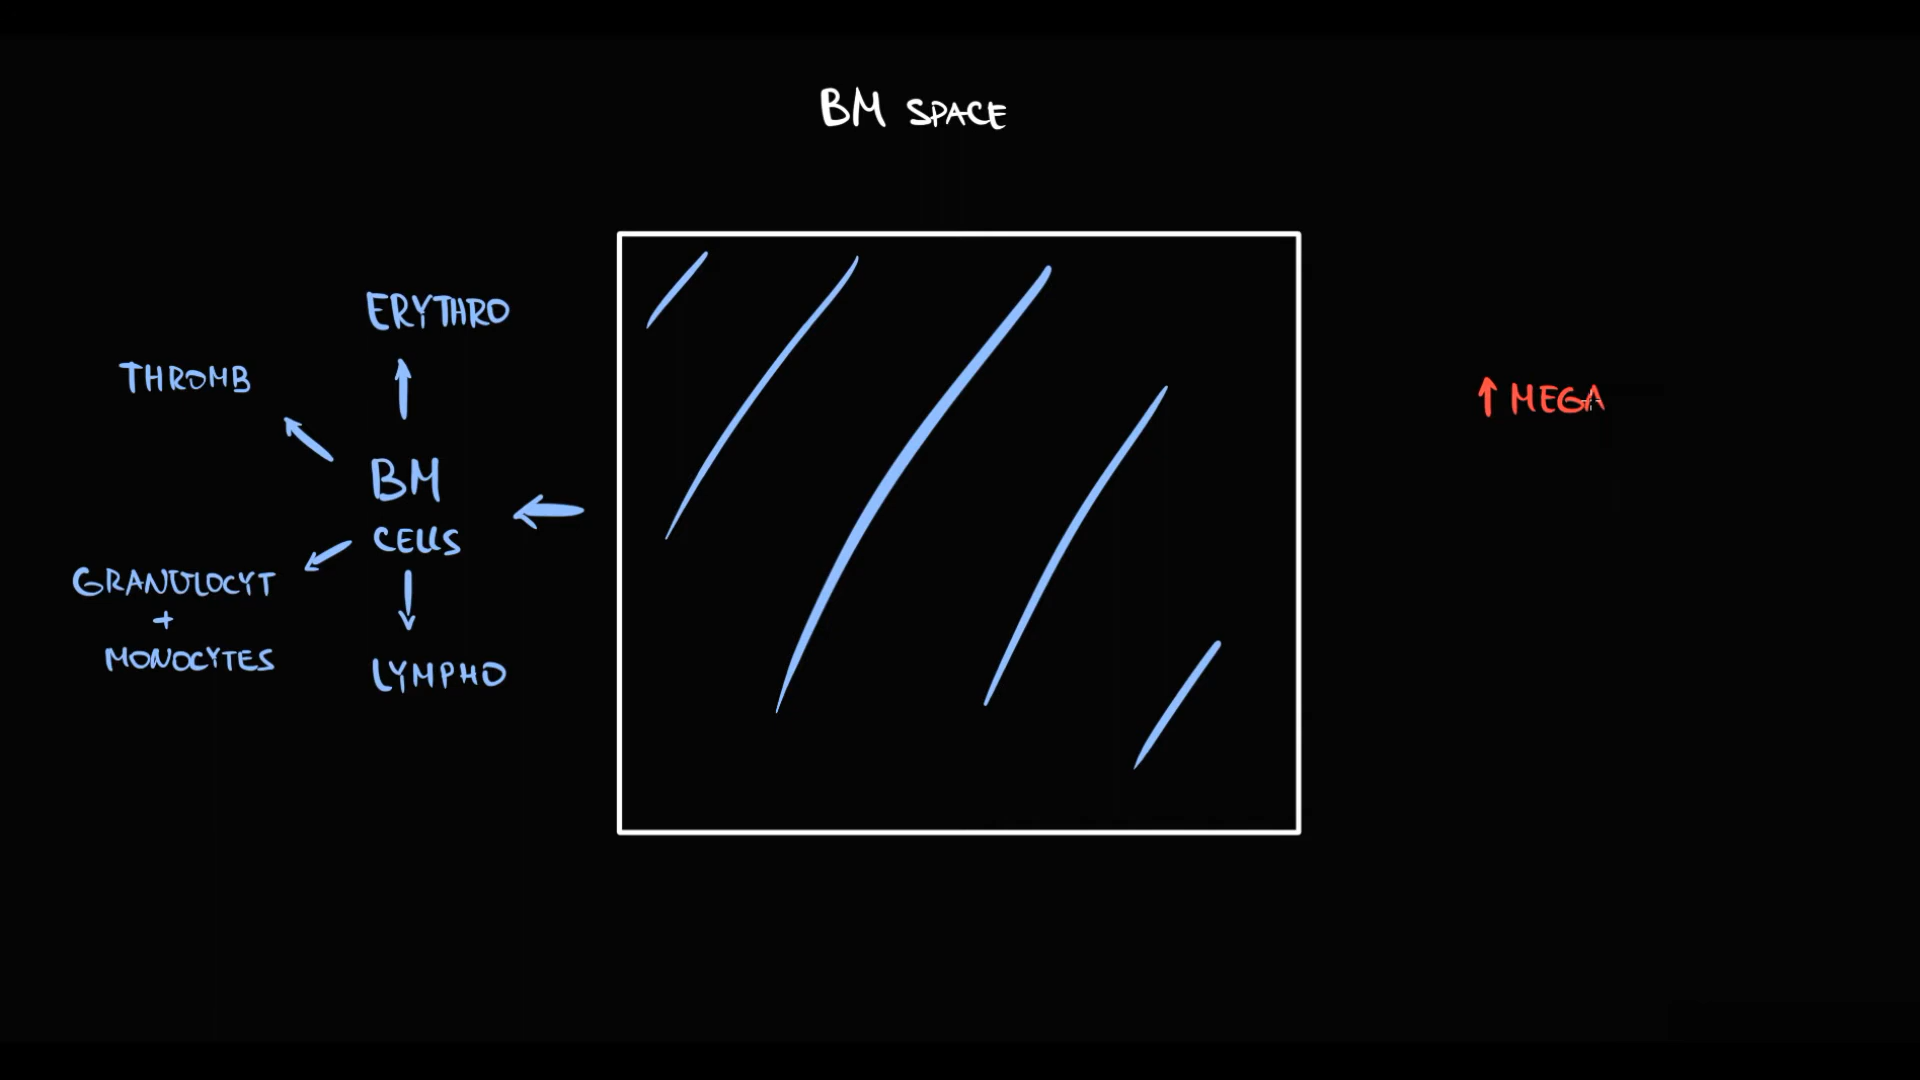 BM SPACE
ERYTHRO
THROMB
BM
CELLS
GRANULOCYT
+
MONOCYTES
LYMPHO
↑ MEGA